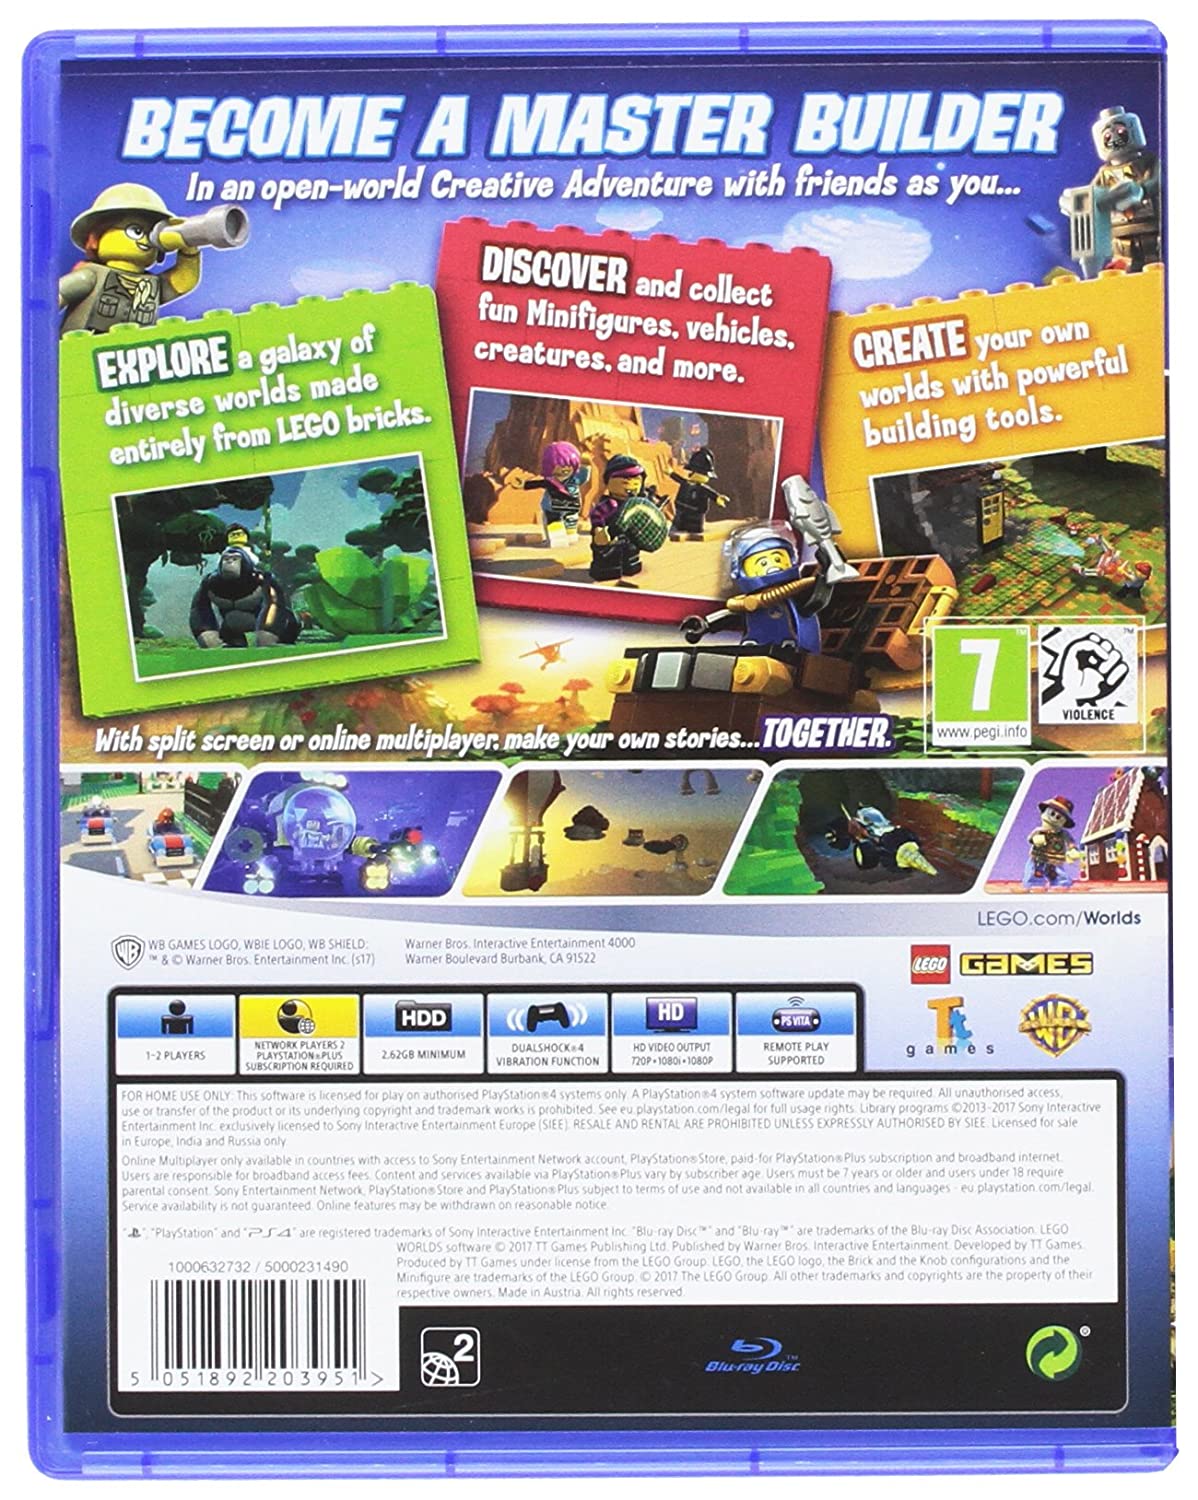 BECOME A MASTER BUILDER
In an open-world Creative Adventure with friends as you...
EXPLORE a galaxy of
diverse worlds made
entirely from LEGO bricks.
DISCOVER and collect
fun Minifigures, vehicles,
creatures, and more.
CREATE your own
worlds with powerful
building tools.
7™
www.pegi.info
™
VIOLENCE
With split screen or online multiplayer, make your own stories... TOGETHER.
LEGO.com/Worlds
WB
WB GAMES LOGO, WBIE LOGO, WB SHIELD:
™ & © Warner Bros. Entertainment Inc. (s17)
Warner Bros. Interactive Entertainment 4000
Warner Boulevard Burbank, CA 91522
LEGO GAMES
Tt
games
WB
1-2 PLAYERS
NETWORK PLAYERS 2
PLAYSTATION®PLUS
SUBSCRIPTION REQUIRED
HDD
2.62GB MINIMUM
DUALSHOCK®4
VIBRATION FUNCTION
HD
HD VIDEO OUTPUT
720P•1080i•1080P
PS VITA
REMOTE PLAY
SUPPORTED
FOR HOME USE ONLY: This software is licensed for play on authorised PlayStation®4 systems only. A PlayStation®4 system software update may be required. All unauthorised access,
use or transfer of the product or its underlying copyright and trademark works is prohibited. See eu.playstation.com/legal for full usage rights. Library programs ©2013-2017 Sony Interactive
Entertainment Inc. exclusively licensed to Sony Interactive Entertainment Europe (SIEE). RESALE AND RENTAL ARE PROHIBITED UNLESS EXPRESSLY AUTHORISED BY SIEE. Licensed for sale
in Europe, India and Russia only.
Online Multiplayer only available in countries with access to Sony Entertainment Network account, PlayStation®Store, paid-for PlayStation®Plus subscription and broadband internet.
Users are responsible for broadband access fees. Content and services available via PlayStation®Plus vary by subscriber age. Users must be 7 years or older and users under 18 require
parental consent. Sony Entertainment Network, PlayStation®Store and PlayStation®Plus subject to terms of use and not available in all countries and languages - eu.playstation.com/legal.
Service availability is not guaranteed. Online features may be withdrawn on reasonable notice.
"PlayStation" and "PS4" are registered trademarks of Sony Interactive Entertainment Inc. "Blu-ray Disc™" and "Blu-ray™" are trademarks of the Blu-ray Disc Association. LEGO
WORLDS software © 2017 TT Games Publishing Ltd. Published by Warner Bros. Interactive Entertainment. Developed by TT Games.
Produced by TT Games under license from the LEGO Group. LEGO, the LEGO logo, the Brick and the Knob configurations and the
Minifigure are trademarks of the LEGO Group. © 2017 The LEGO Group. All other trademarks and copyrights are the property of their
respective owners. Made in Austria. All rights reserved.
1000632732 / 5000231490
5 051892 203951 >
2
Blu-ray Disc™
®